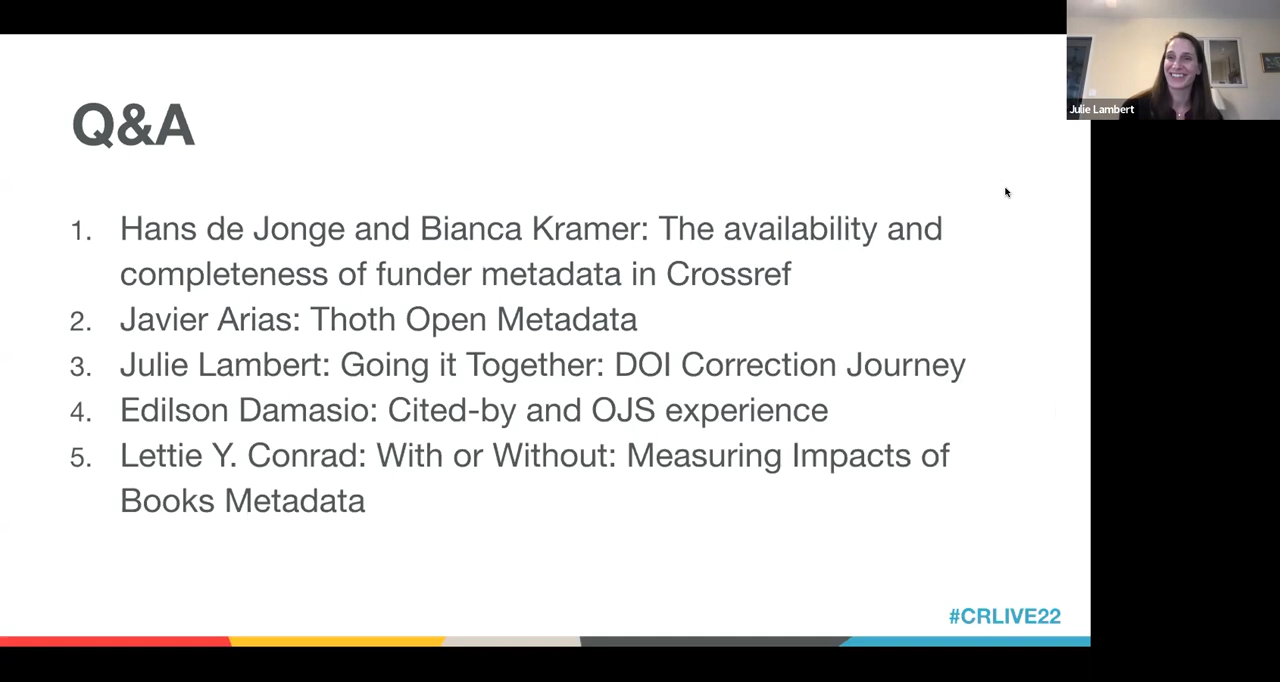 Julie Lambert
Q&A
1. Hans de Jonge and Bianca Kramer: The availability and
completeness of funder metadata in Crossref
2. Javier Arias: Thoth Open Metadata
3. Julie Lambert: Going it Together: DOI Correction Journey
4. Edilson Damasio: Cited-by and OJS experience
5. Lettie Y. Conrad: With or Without: Measuring Impacts of
Books Metadata
#CRLIVE22